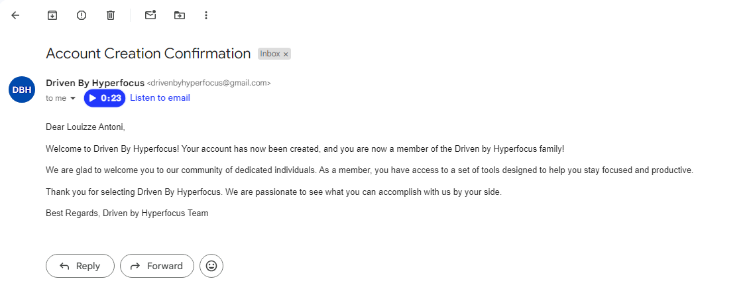 Account Creation Confirmation Inbox ×
DBH
Driven By Hyperfocus <drivenbyhyperfocus@gmail.com>
to me 0:23 Listen to email
Dear Louizze Antoni,
Welcome to Driven By Hyperfocus! Your account has now been created, and you are now a member of the Driven by Hyperfocus family!
We are glad to welcome you to our community of dedicated individuals. As a member, you have access to a set of tools designed to help you stay focused and productive.
Thank you for selecting Driven By Hyperfocus. We are passionate to see what you can accomplish with us by your side.
Best Regards, Driven by Hyperfocus Team
Reply Forward